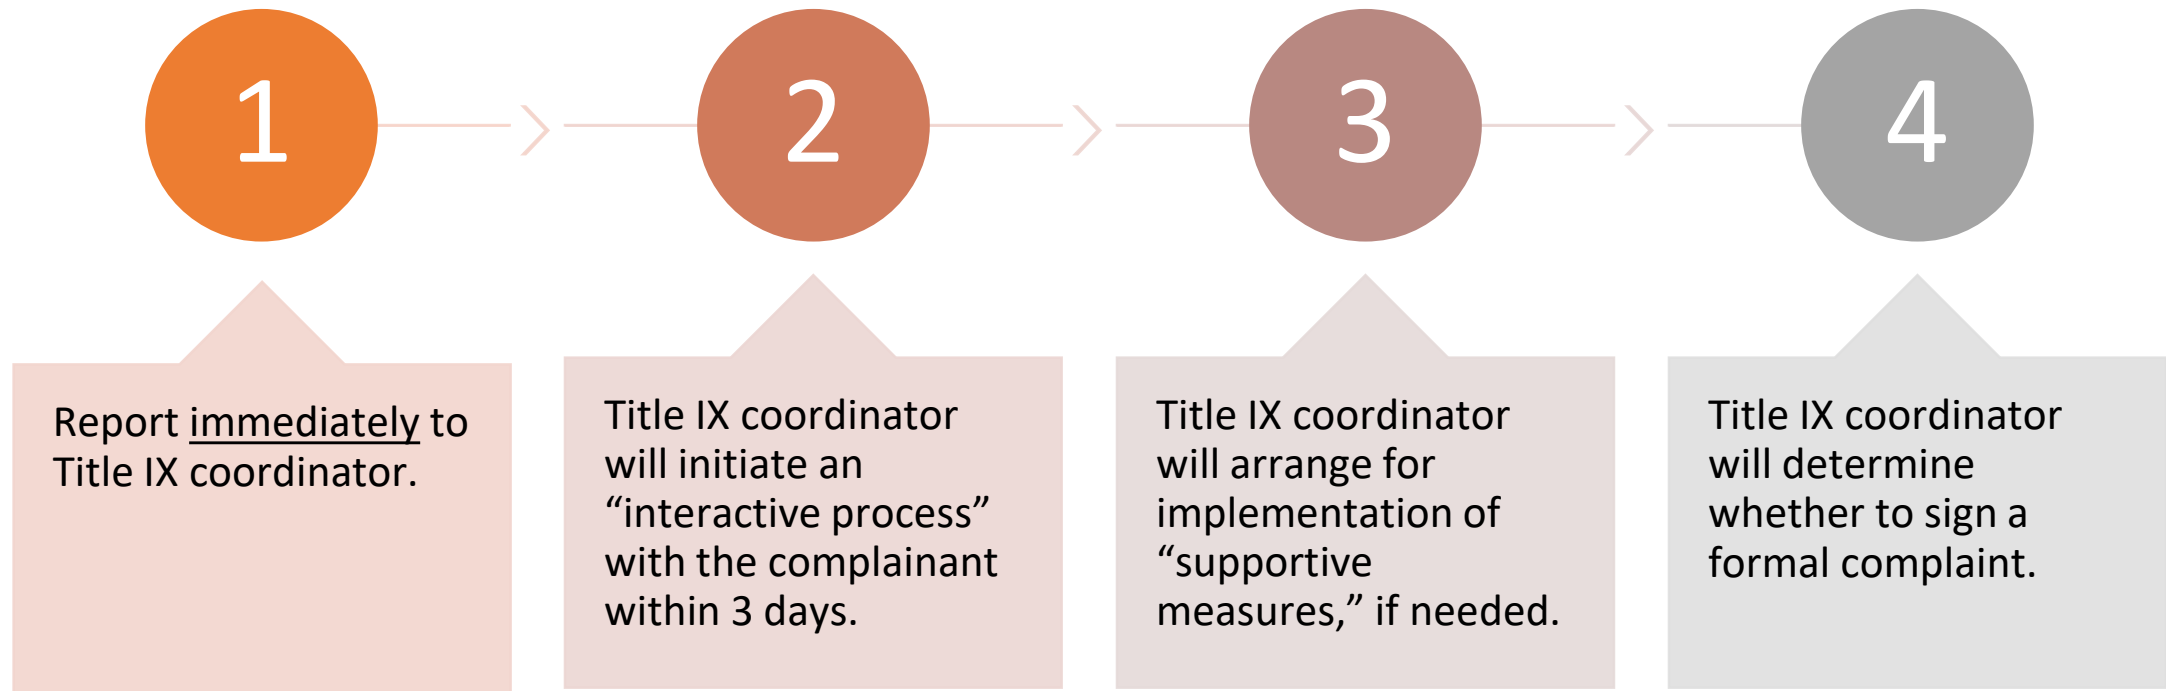 1
2
3
4
Report immediately to
Title IX coordinator.
Title IX coordinator
will initiate an
“interactive process”
with the complainant
within 3 days.
Title IX coordinator
will arrange for
implementation of
“supportive
measures,” if needed.
Title IX coordinator
will determine
whether to sign a
formal complaint.